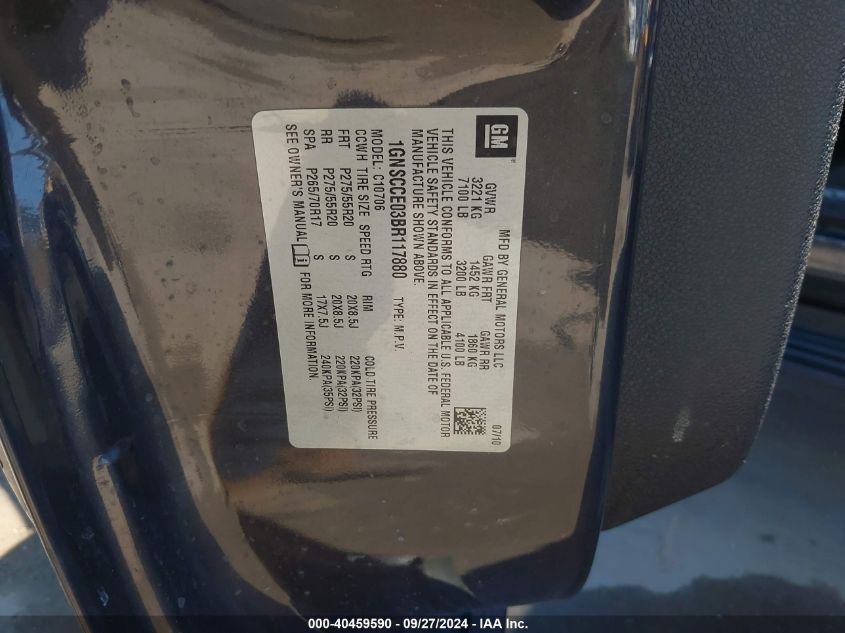 GM
MFD BY GENERAL MOTORS LLC 07/10
GVWR GAWR FRT GAWR RR
3221 KG 1452 KG 1860 KG
7100 LB 3200 LB 4100 LB
THIS VEHICLE CONFORMS TO ALL APPLICABLE U.S. FEDERAL MOTOR
VEHICLE SAFETY STANDARDS IN EFFECT ON THE DATE OF
MANUFACTURE SHOWN ABOVE.
1GNSCCE03BR117880 TYPE: M.P.V.
MODEL: C10706
CCWH TIRE SIZE SPEED RTG RIM COLD TIRE PRESSURE
FRT P275/55R20 S 20X8.5J 220KPA(32PSI)
RR P275/55R20 S 20X8.5J 220KPA(32PSI)
SPA P265/70R17 S 17X7.5J 240KPA(35PSI)
SEE OWNER'S MANUAL FOR MORE INFORMATION.
000-40459590 - 09/27/2024 - IAA Inc.